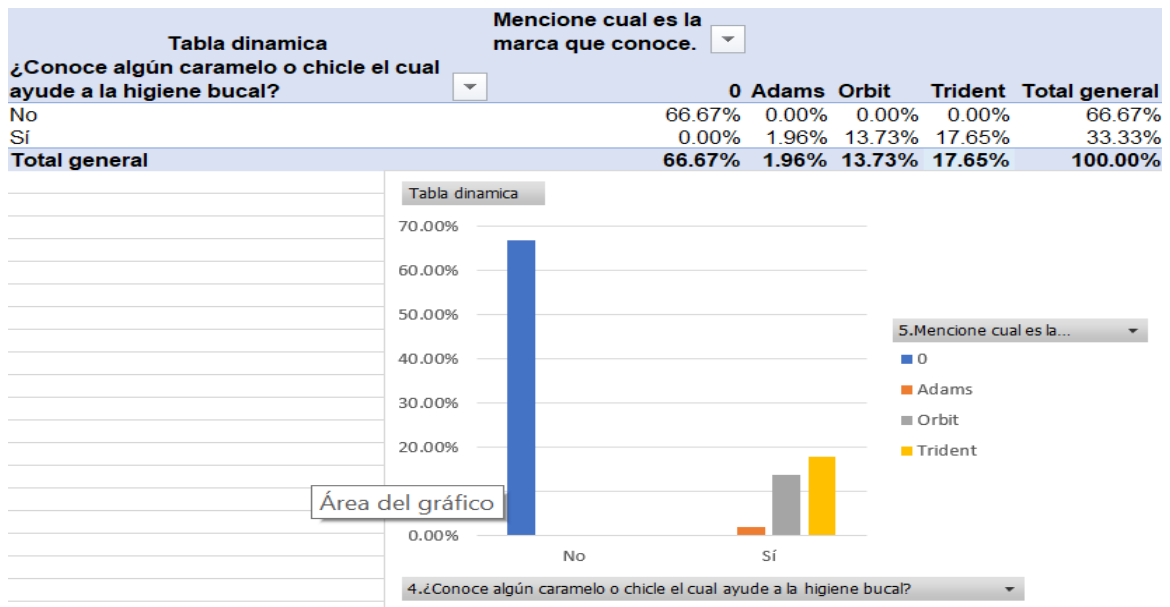 Mencione cual es la
Tabla dinamica marca que conoce.
¿Conoce algún caramelo o chicle el cual
ayude a la higiene bucal? 0 Adams Orbit Trident Total general
No 66.67% 0.00% 0.00% 0.00% 66.67%
Sí 0.00% 1.96% 13.73% 17.65% 33.33%
Total general 66.67% 1.96% 13.73% 17.65% 100.00%
Tabla dinamica
70.00%
60.00%
50.00%
40.00%
30.00%
20.00%
0.00%
Área del gráfico
No Sí
5.Mencione cual es la...
0
Adams
Orbit
Trident
4.¿Conoce algún caramelo o chicle el cual ayude a la higiene bucal?